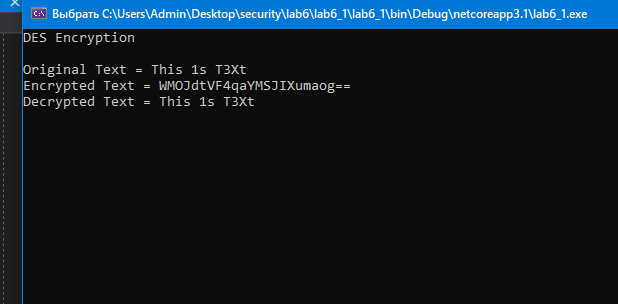 Выбрать C:\Users\Admin\Desktop\security\lab6\lab6_1\lab6_1\bin\Debug\netcoreapp3.1\lab6_1.exe
DES Encryption
Original Text = This 1s T3Xt
Encrypted Text = WMOJdtVF4qaYMSJIXumaog==
Decrypted Text = This 1s T3Xt